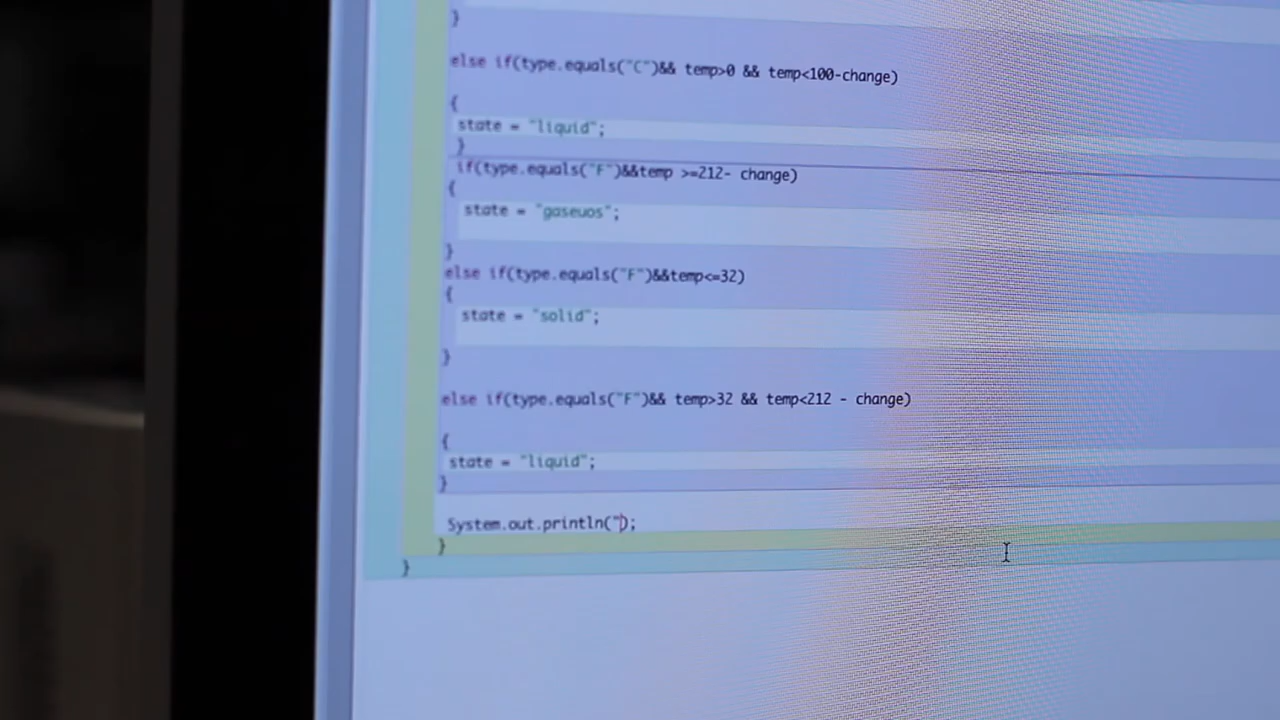 }
else if(type.equals("C")&& temp>0 && temp<100-change)
{
state = "liquid";
}
if(type.equals("F")&&temp >=212- change)
{
state = "gaseuos";
}
else if(type.equals("F")&&temp<=32)
{
state = "solid";
}
else if(type.equals("F")&& temp>32 && temp<212 - change)
{
state = "liquid";
}
System.out.println(");
}
}